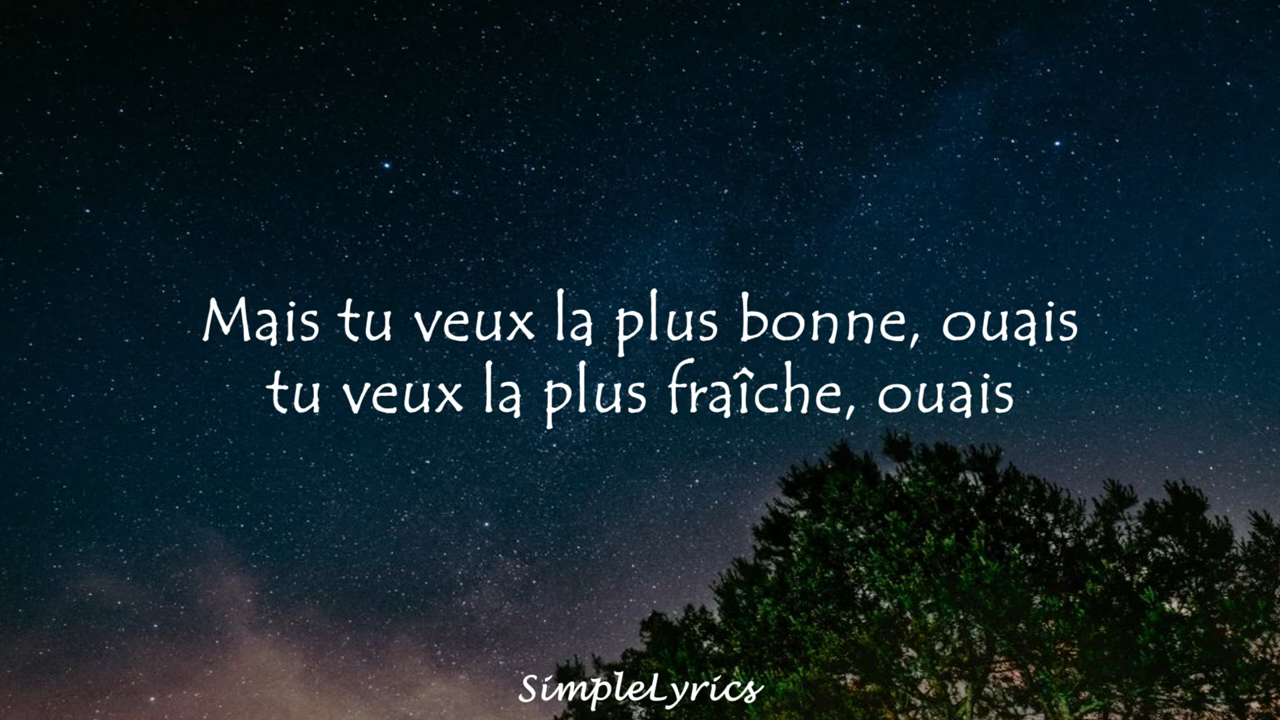 Mais tu veux la plus bonne, ouais
tu veux la plus fraîche, ouais
SimpleLyrics